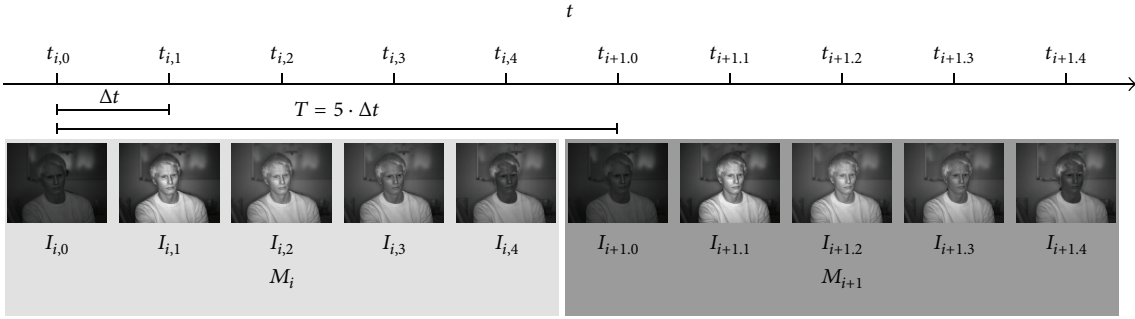 t
t_{i,0} t_{i,1} t_{i,2} t_{i,3} t_{i,4} t_{i+1.0} t_{i+1.1} t_{i+1.2} t_{i+1.3} t_{i+1.4}
Δt
T = 5 · Δt
I_{i,0} I_{i,1} I_{i,2} I_{i,3} I_{i,4} I_{i+1.0} I_{i+1.1} I_{i+1.2} I_{i+1.3} I_{i+1.4}
M_i M_{i+1}